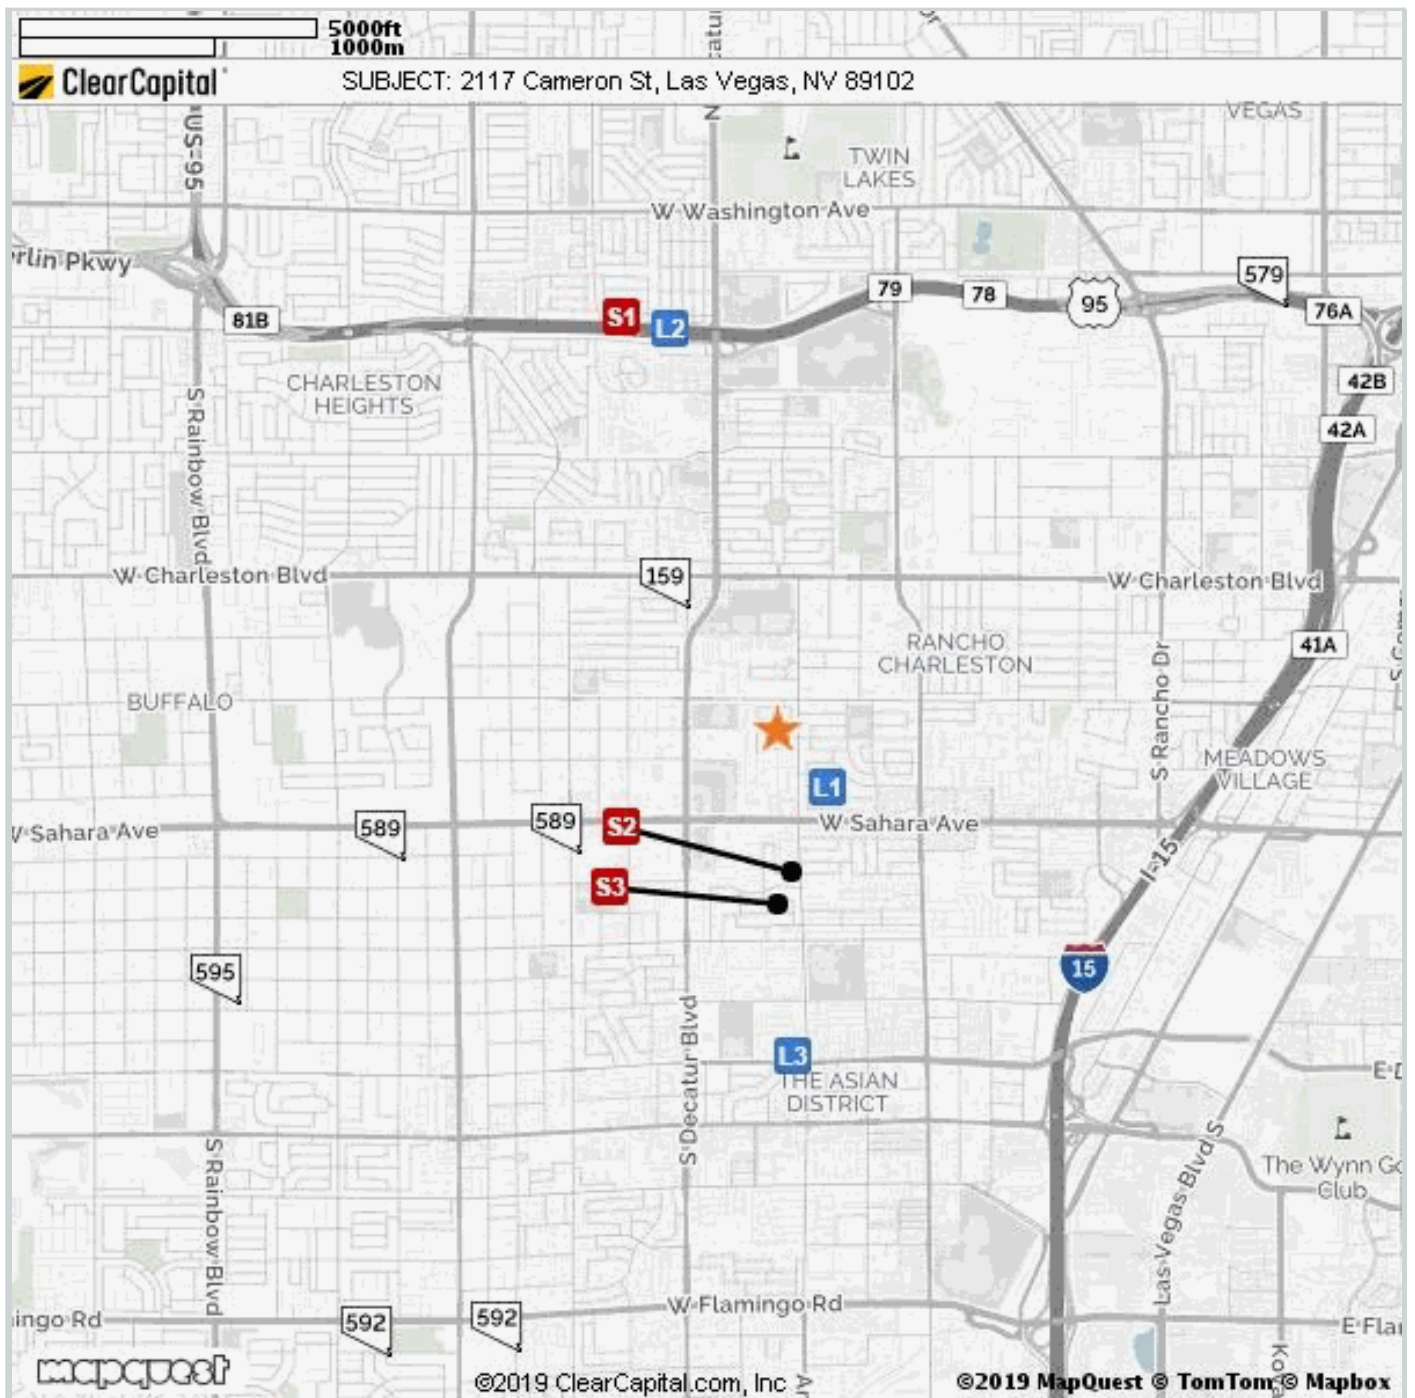 5000ft
1000m
ClearCapital
SUBJECT: 2117 Cameron St, Las Vegas, NV 89102
US-95
N
VEGAS
TWIN
LAKES
W Washington Ave
rlin Pkwy
579
79
78
95
76A
81B
S1
L2
42B
CHARLESTON
HEIGHTS
S Rainbow Blvd
42A
W Charleston Blvd
159
W Charleston Blvd
RANCHO
CHARLESTON
41A
BUFFALO
S Rancho Dr
MEADOWS
VILLAGE
L1
W Sahara Ave
589
589
S2
W Sahara Ave
I-15
S3
595
15
S Decatur Blvd
L3
THE ASIAN
DISTRICT
E D
S Rainbow Blvd
Las Vegas Blvd S
The Wynn Go
Club
ingo Rd
592
592
W Flamingo Rd
E Fla
mapquest
©2019 ClearCapital.com, Inc
©2019 MapQuest © TomTom © Mapbox